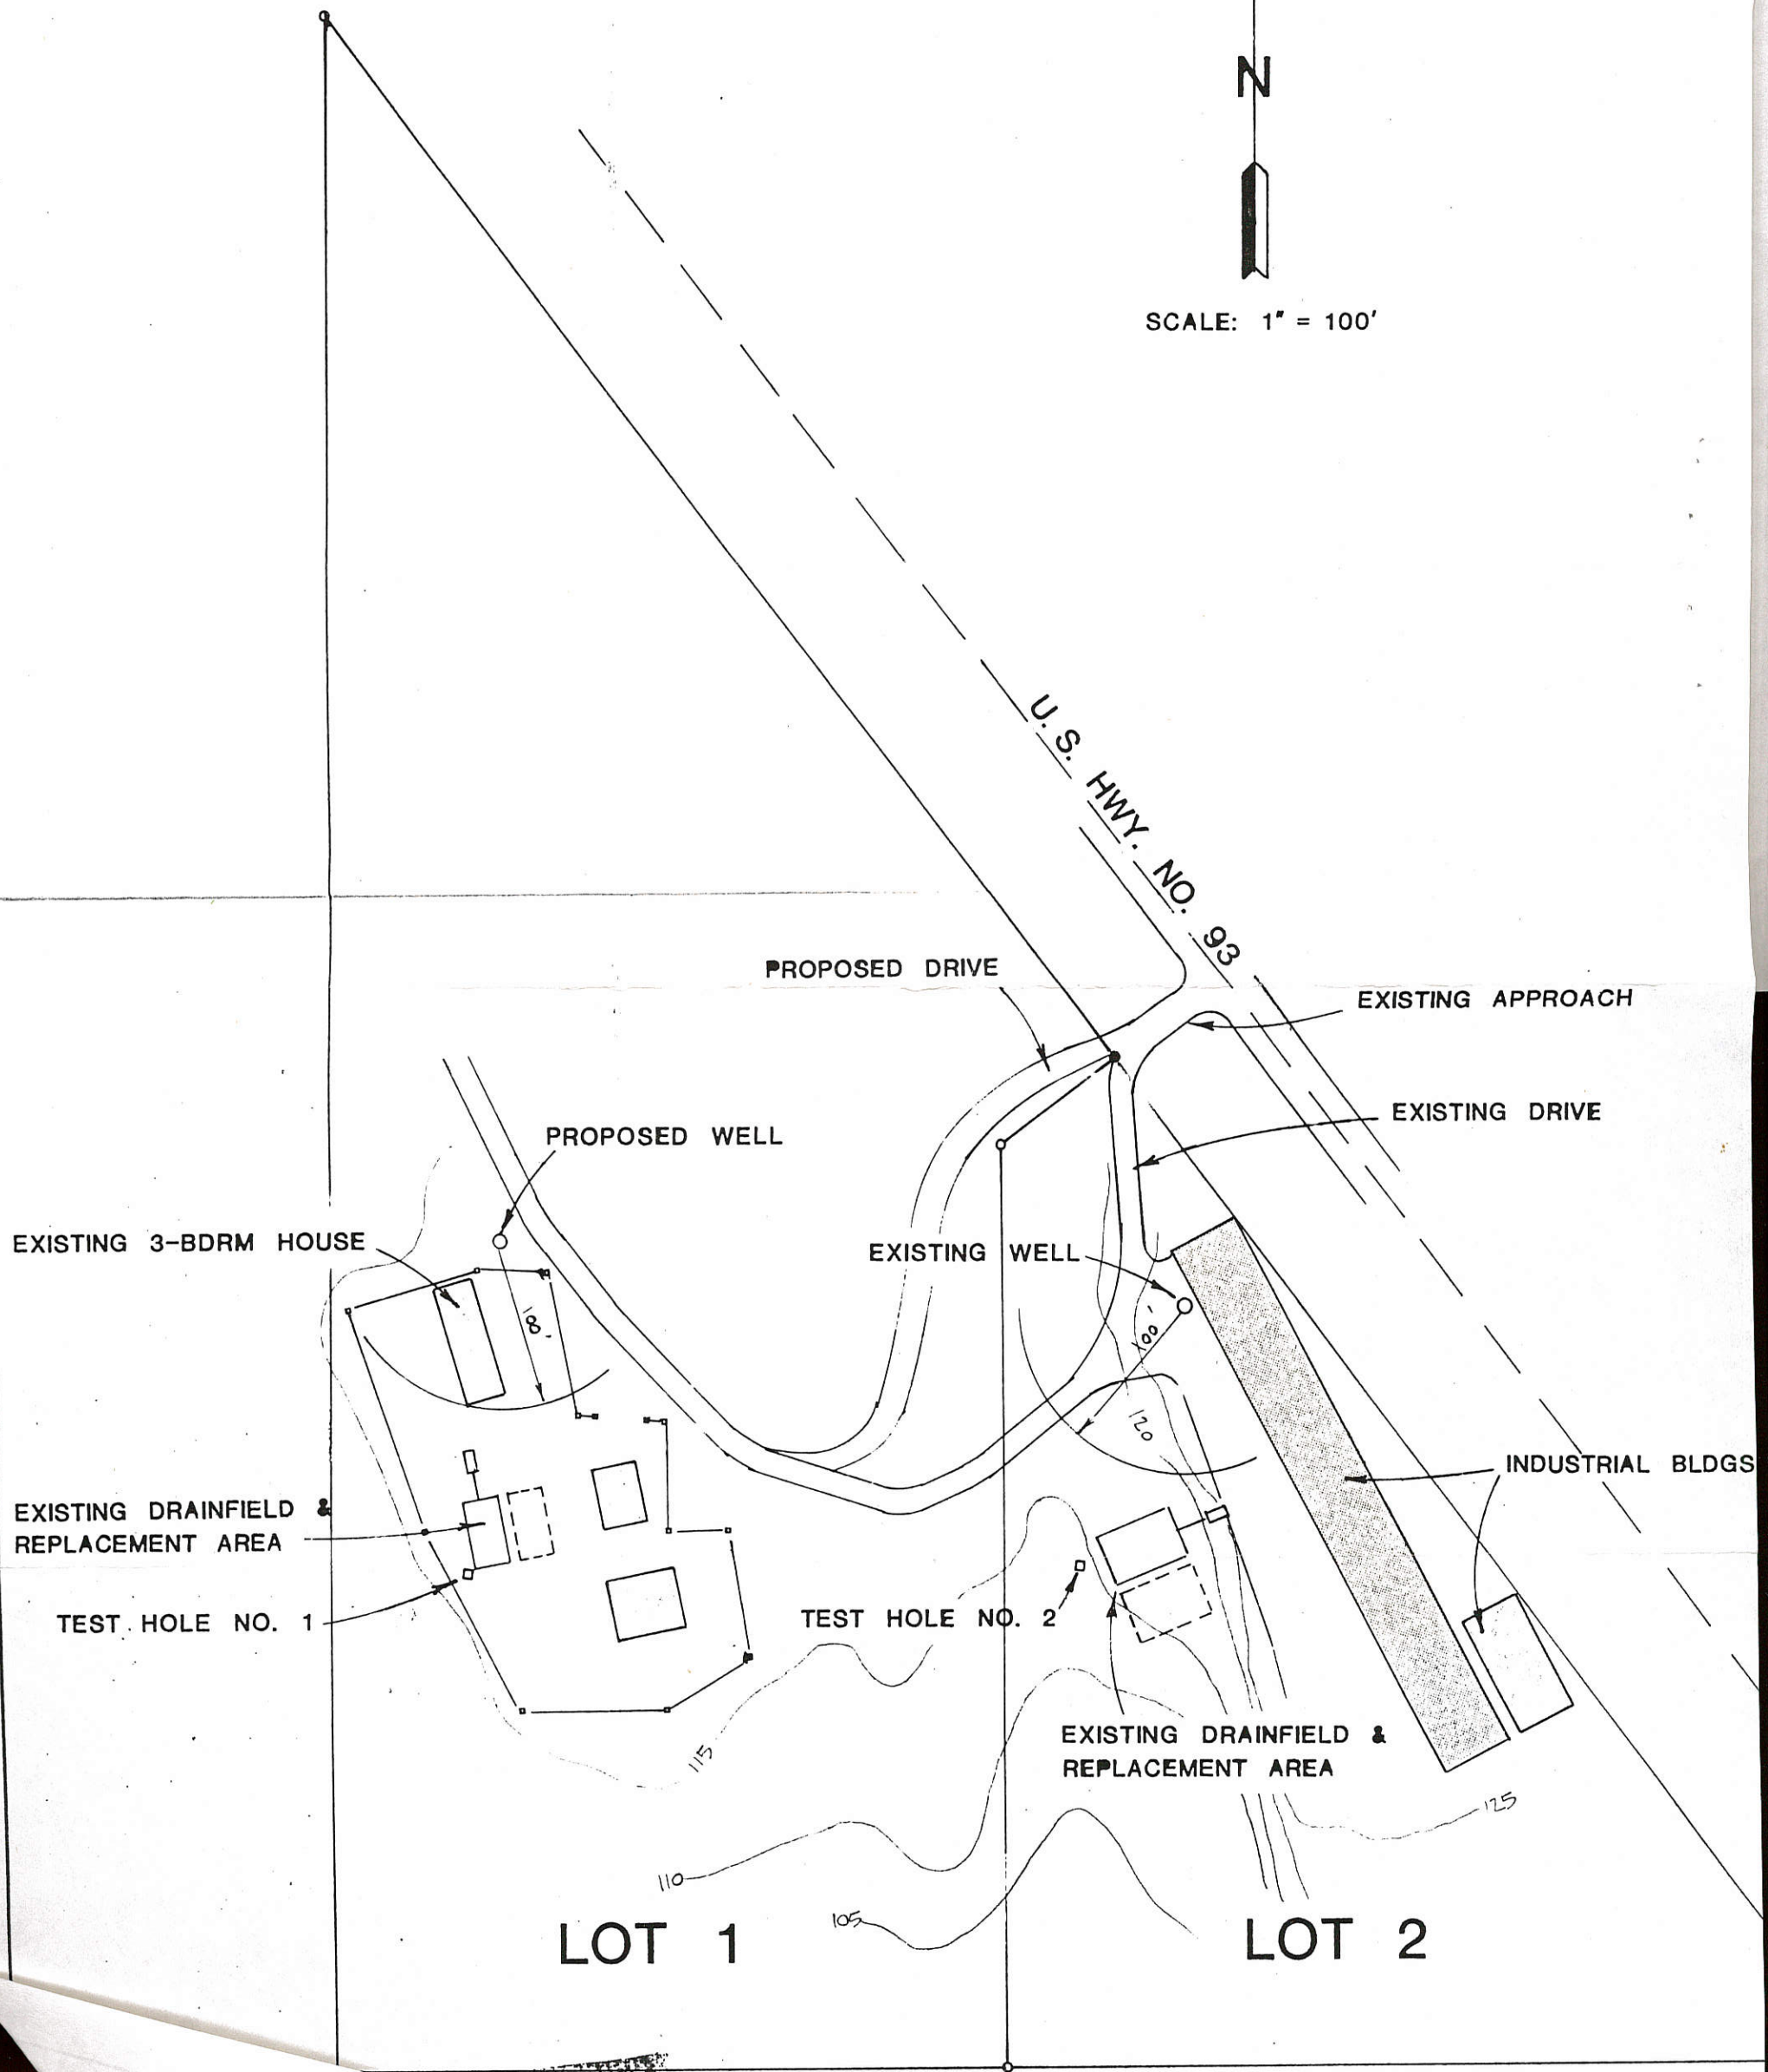 N
SCALE: 1" = 100'
U. S. HWY. NO. 93
PROPOSED DRIVE
EXISTING APPROACH
EXISTING DRIVE
PROPOSED WELL
EXISTING 3-BDRM HOUSE
EXISTING WELL
100'
120
INDUSTRIAL BLDGS
EXISTING DRAINFIELD &
REPLACEMENT AREA
TEST HOLE NO. 1
TEST HOLE NO. 2
EXISTING DRAINFIELD &
REPLACEMENT AREA
115
125
110
105
LOT 1
LOT 2